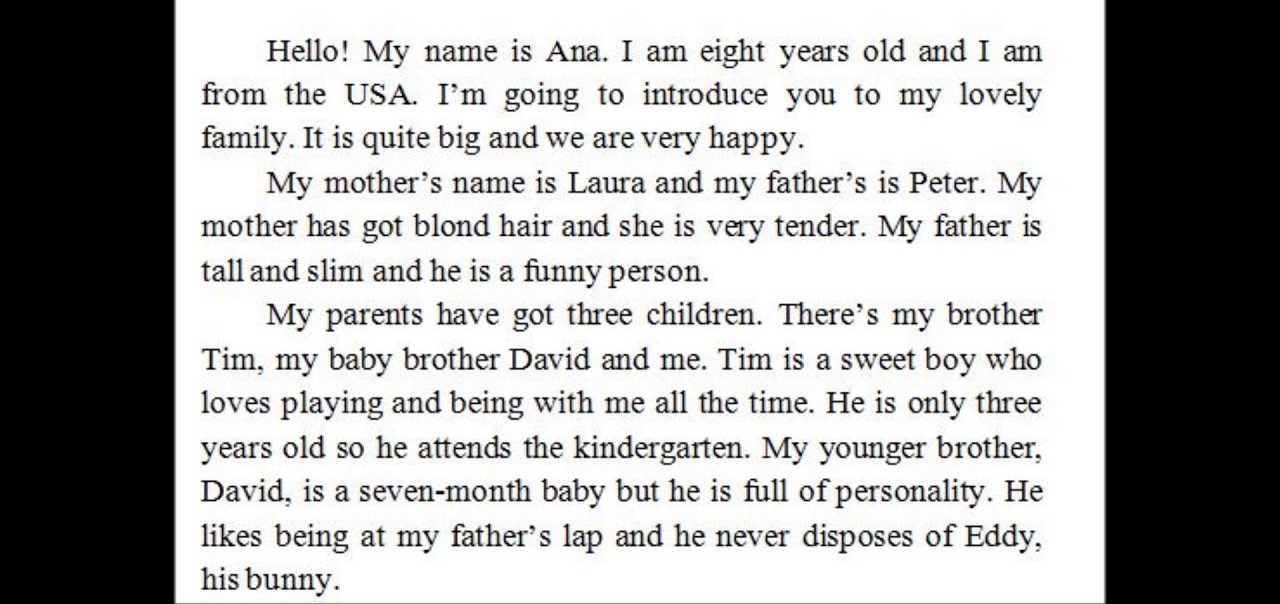 Hello! My name is Ana. I am eight years old and I am
from the USA. I’m going to introduce you to my lovely
family. It is quite big and we are very happy.
My mother’s name is Laura and my father’s is Peter. My
mother has got blond hair and she is very tender. My father is
tall and slim and he is a funny person.
My parents have got three children. There’s my brother
Tim, my baby brother David and me. Tim is a sweet boy who
loves playing and being with me all the time. He is only three
years old so he attends the kindergarten. My younger brother,
David, is a seven-month baby but he is full of personality. He
likes being at my father’s lap and he never disposes of Eddy,
his bunny.